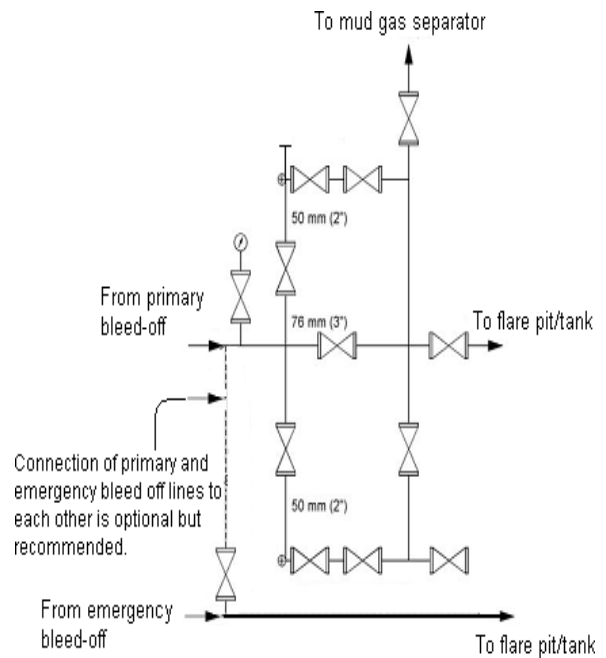 To mud gas separator
50 mm (2")
From primary
bleed-off
76 mm (3")
To flare pit/tank
Connection of primary and
emergency bleed off lines to
each other is optional but
recommended.
50 mm (2")
From emergency
bleed-off
To flare pit/tank